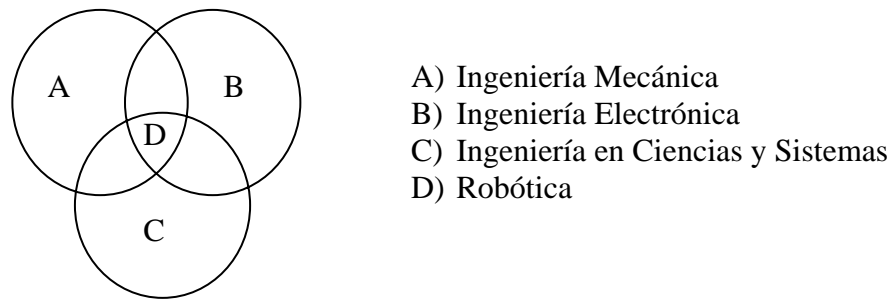 A
B
D
C
A) Ingeniería Mecánica
B) Ingeniería Electrónica
C) Ingeniería en Ciencias y Sistemas
D) Robótica